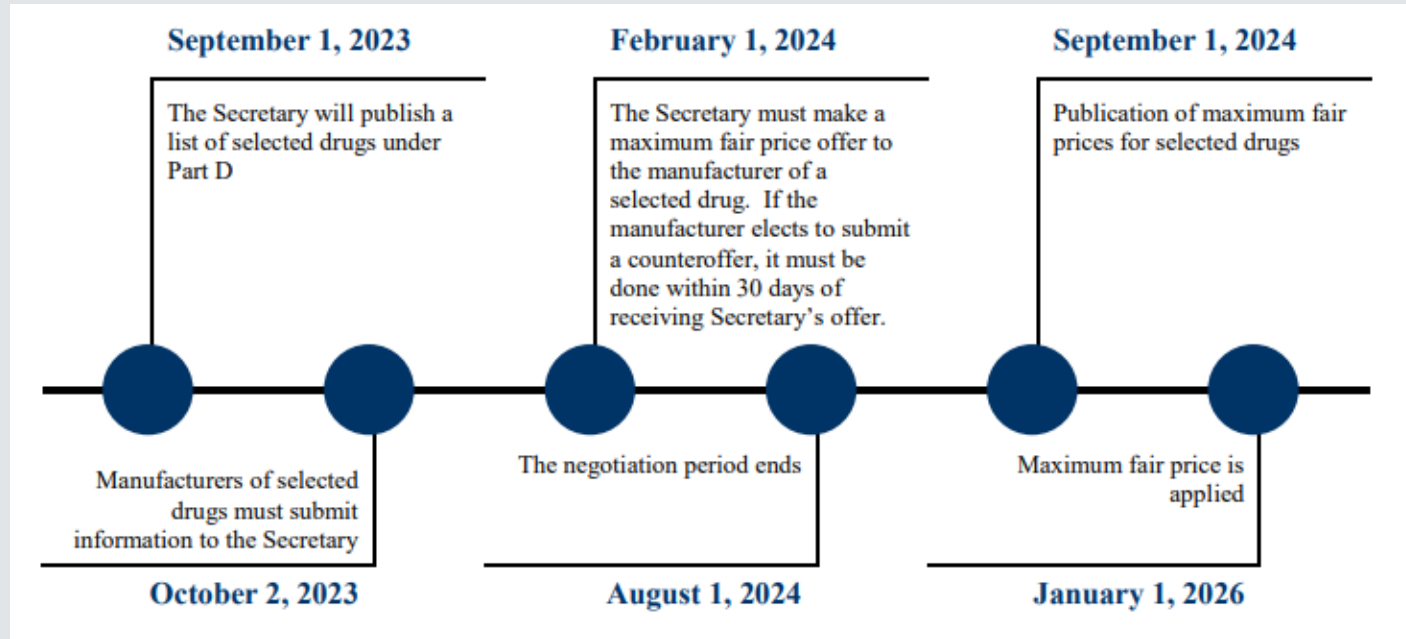 September 1, 2023
The Secretary will publish a
list of selected drugs under
Part D
February 1, 2024
The Secretary must make a
maximum fair price offer to
the manufacturer of a
selected drug.  If the
manufacturer elects to submit
a counteroffer, it must be
done within 30 days of
receiving Secretary’s offer.
September 1, 2024
Publication of maximum fair
prices for selected drugs
Manufacturers of selected
drugs must submit
information to the Secretary
October 2, 2023
The negotiation period ends
August 1, 2024
Maximum fair price is
applied
January 1, 2026